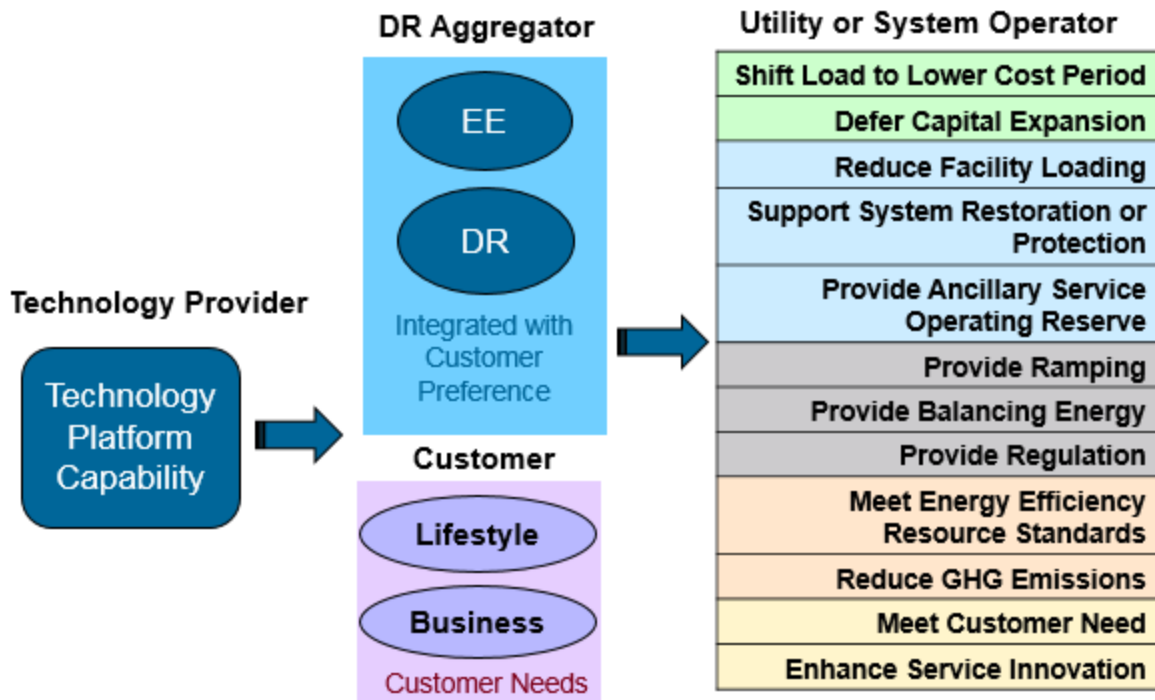 Technology Provider
Technology
Platform
Capability
DR Aggregator
EE
DR
Integrated with
Customer
Preference
Customer
Lifestyle
Business
Customer Needs
Utility or System Operator
Shift Load to Lower Cost Period
Defer Capital Expansion
Reduce Facility Loading
Support System Restoration or
Protection
Provide Ancillary Service
Operating Reserve
Provide Ramping
Provide Balancing Energy
Provide Regulation
Meet Energy Efficiency
Resource Standards
Reduce GHG Emissions
Meet Customer Need
Enhance Service Innovation